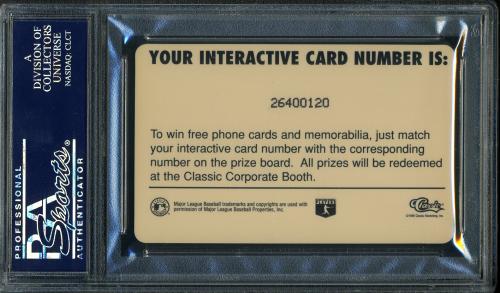 A
DIVISION OF
COLLECTORS
UNIVERSE
NASDAQ: CLCT
PSA
Sports
PROFESSIONAL
AUTHENTICATOR
YOUR INTERACTIVE CARD NUMBER IS:
26400120
To win free phone cards and memorabilia, just match
your interactive card number with the corresponding
number on the prize board. All prizes will be redeemed
at the Classic Corporate Booth.
Major League Baseball trademarks and copyrights are used with
permission of Major League Baseball Properties, Inc.
Classic